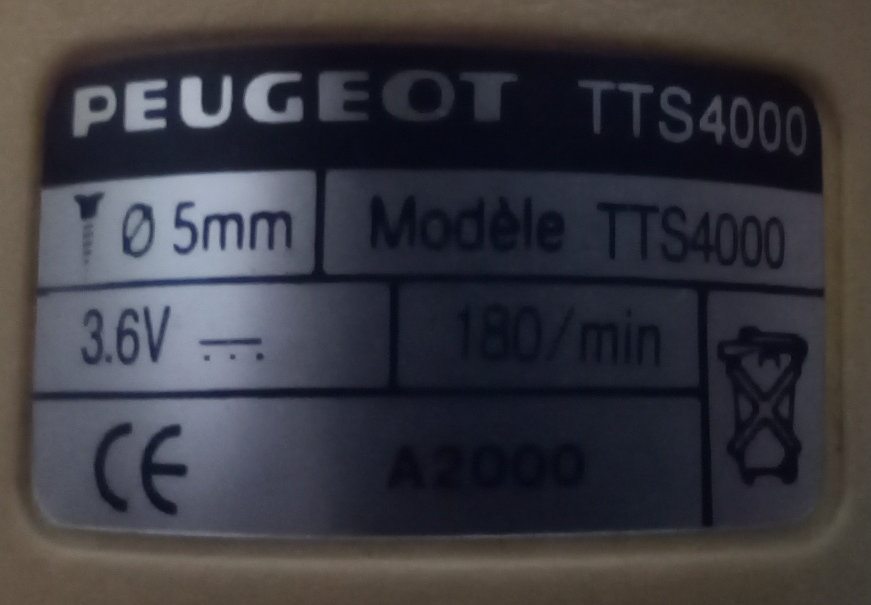 PEUGEOT TTS4000
Ø 5mm Modèle TTS4000
3.6V 180/min
CE A2000